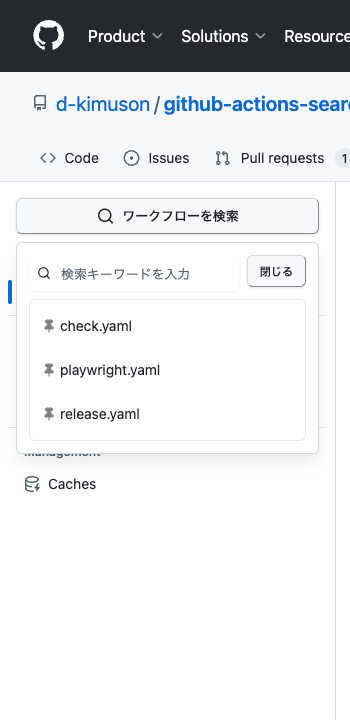 Product Solutions Resource
d-kimuson / github-actions-sear
Code Issues Pull requests 1
ワークフローを検索
検索キーワードを入力 閉じる
check.yaml
playwright.yaml
release.yaml
Management
Caches